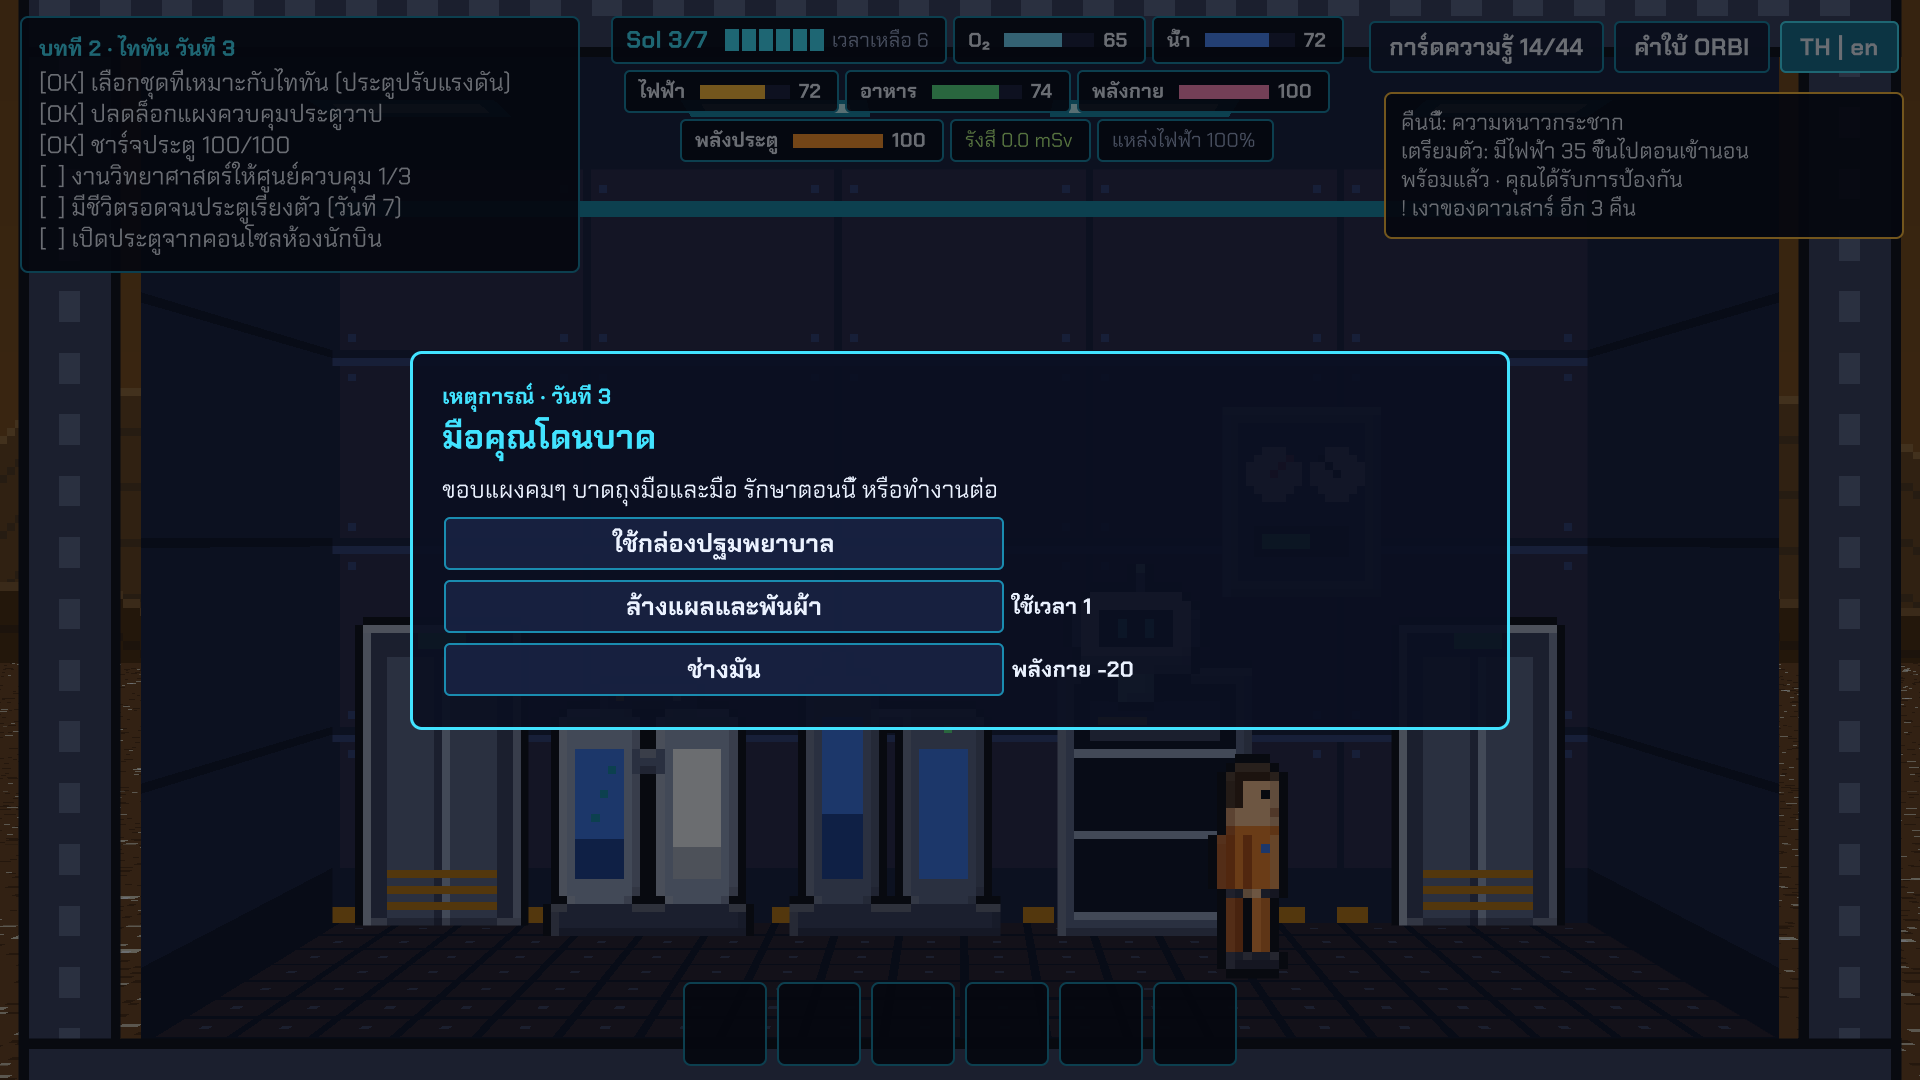 บทที่ 2 · ไททัน วันที่ 3
[OK] เลือกชุดที่เหมาะกับไททัน (ประตูปรับแรงดัน)
[OK] ปลดล็อกแผงควบคุมประตูวาป
[OK] ชาร์จประตู 100/100
[ ] งานวิทยาศาสตร์ให้ศูนย์ควบคุม 1/3
[ ] มีชีวิตรอดจนประตูเรียงตัว (วันที่ 7)
[ ] เปิดประตูจากคอนโซลห้องนักบิน
Sol 3/7 เวลาเหลือ 6
O₂ 65
น้ำ 72
ไฟฟ้า 72
อาหาร 74
พลังกาย 100
พลังประตู 100
รังสี 0.0 mSv
แหล่งไฟฟ้า 100%
การ์ดความรู้ 14/44
คำใบ้ ORBI
TH | en
คืนนี้: ความหนาวกระชาก
เตรียมตัว: มีไฟฟ้า 35 ขึ้นไปตอนเข้านอน
พร้อมแล้ว · คุณได้รับการป้องกัน
! เงาของดาวเสาร์ อีก 3 คืน
เหตุการณ์ · วันที่ 3
มือคุณโดนบาด
ขอบแผงคมๆ บาดถุงมือและมือ รักษาตอนนี้ หรือทำงานต่อ
ใช้กล่องปฐมพยาบาล
ล้างแผลและพันผ้า ใช้เวลา 1
ช่างมัน พลังกาย -20